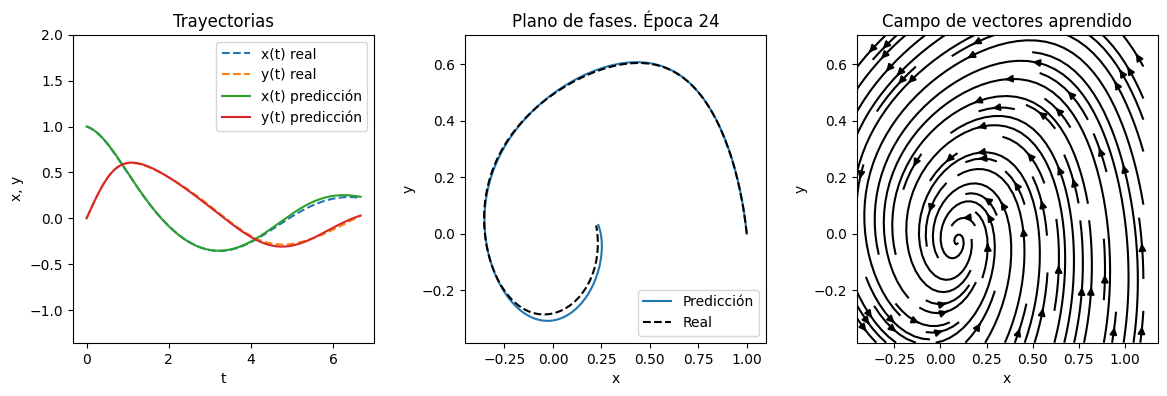 Trayectorias
2.0
1.5
1.0
0.5
0.0
−0.5
−1.0
x, y
0
2
4
6
t
x(t) real
y(t) real
x(t) predicción
y(t) predicción
Plano de fases. Época 24
0.6
0.4
0.2
0.0
−0.2
y
−0.25
0.00
0.25
0.50
0.75
1.00
x
Predicción
Real
Campo de vectores aprendido
0.6
0.4
0.2
0.0
−0.2
y
−0.25
0.00
0.25
0.50
0.75
1.00
x